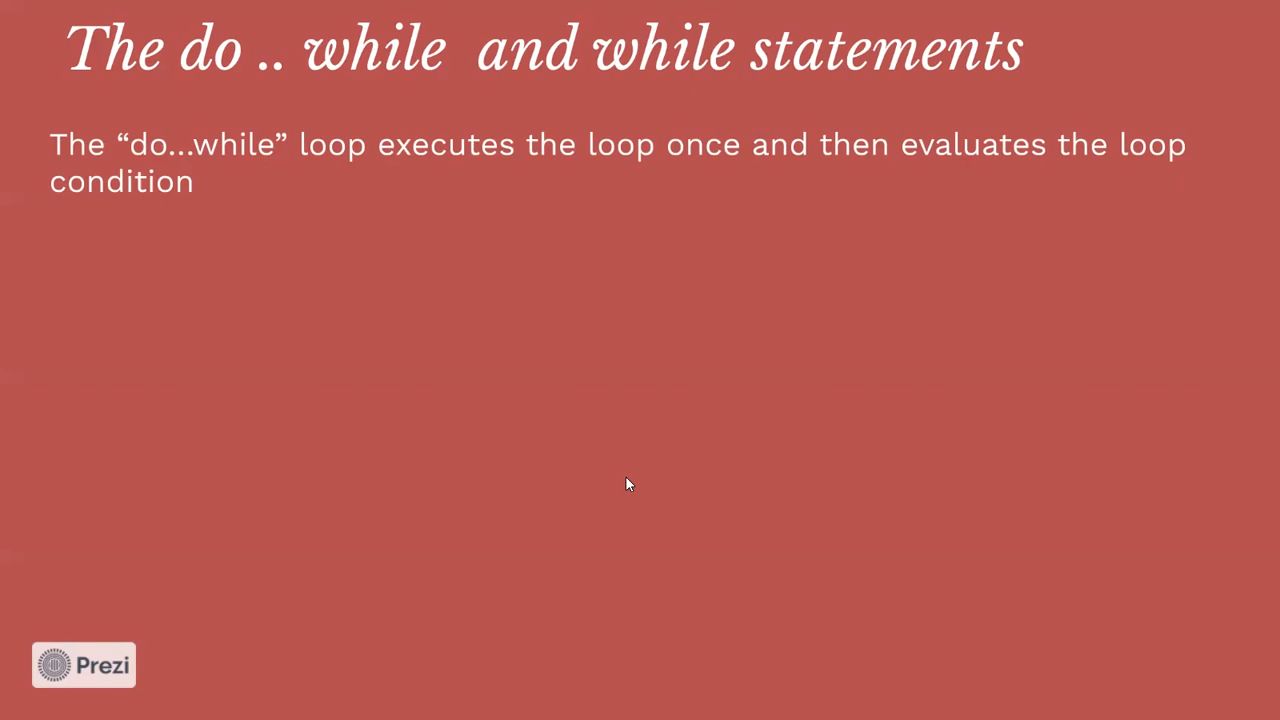 The do .. while and while statements
The “do...while” loop executes the loop once and then evaluates the loop
condition
Prezi